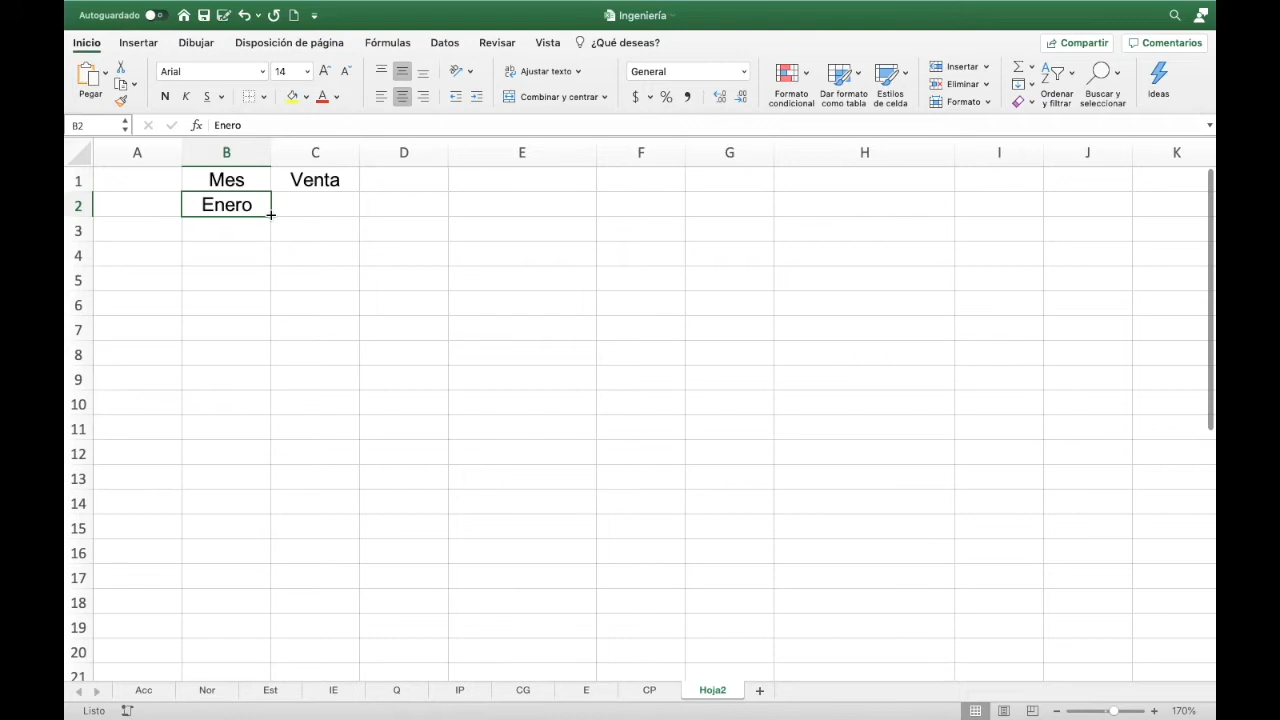 Autoguardado
Ingeniería
Inicio Insertar Dibujar Disposición de página Fórmulas Datos Revisar Vista ¿Qué deseas? Compartir Comentarios
Pegar
Arial 14
N K S
A
Ajustar texto
Combinar y centrar
General
$ % 
Formato condicional
Dar formato como tabla
Estilos de celda
Insertar
Eliminar
Formato
Ordenar y filtrar
Buscar y seleccionar
Ideas
B2 fx Enero
A B C D E F G H I J K
1 Mes Venta
2 Enero
3
4
5
6
7
8
9
10
11
12
13
14
15
16
17
18
19
20
21
Acc Nor Est IE Q IP CG E CP Hoja2
Listo 170%